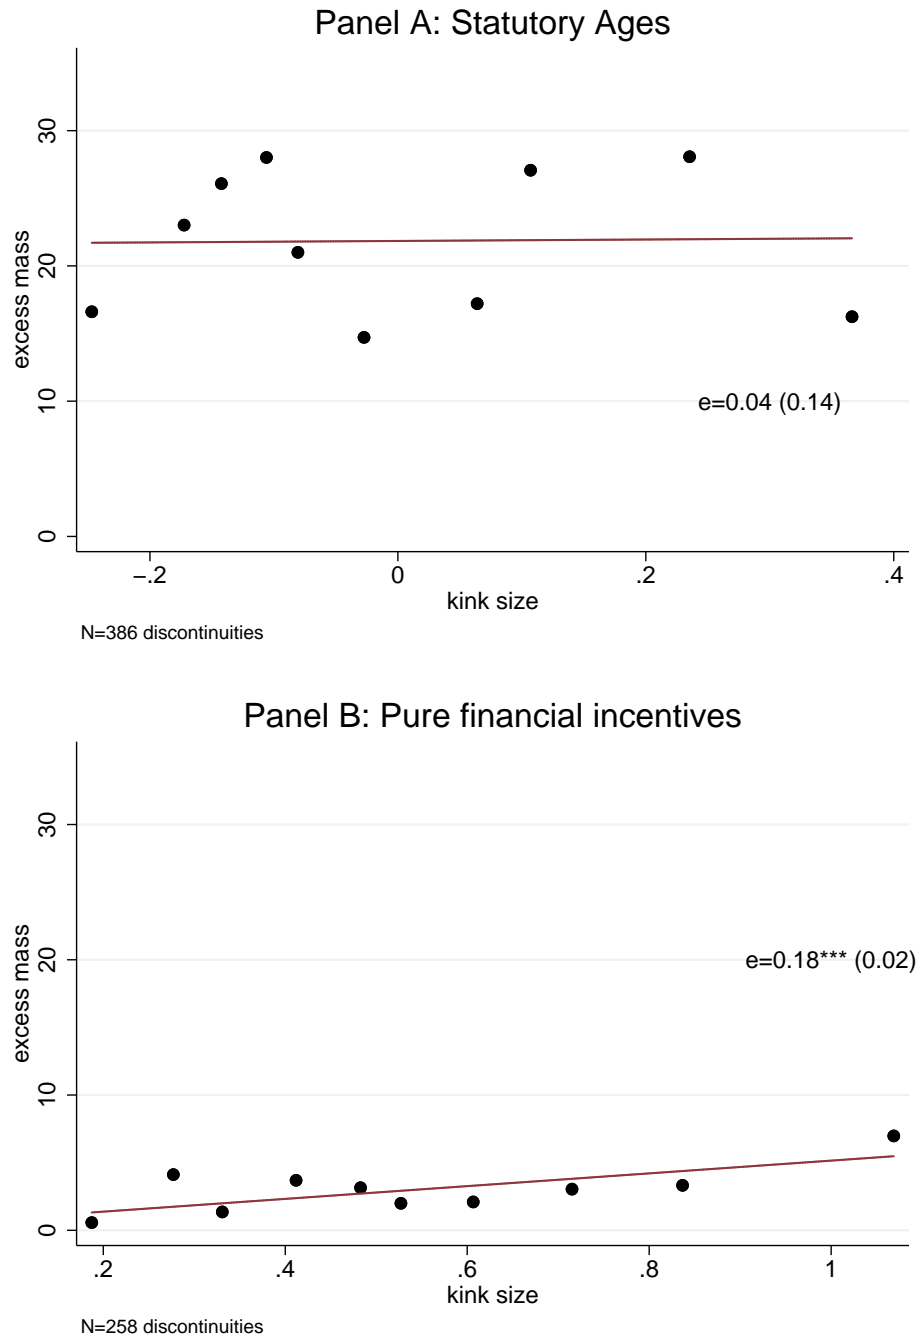 Panel A: Statutory Ages
excess mass
30
20
10
0
e=0.04 (0.14)
−.2
0
.2
.4
kink size
N=386 discontinuities
Panel B: Pure financial incentives
excess mass
30
20
10
0
e=0.18*** (0.02)
.2
.4
.6
.8
1
kink size
N=258 discontinuities